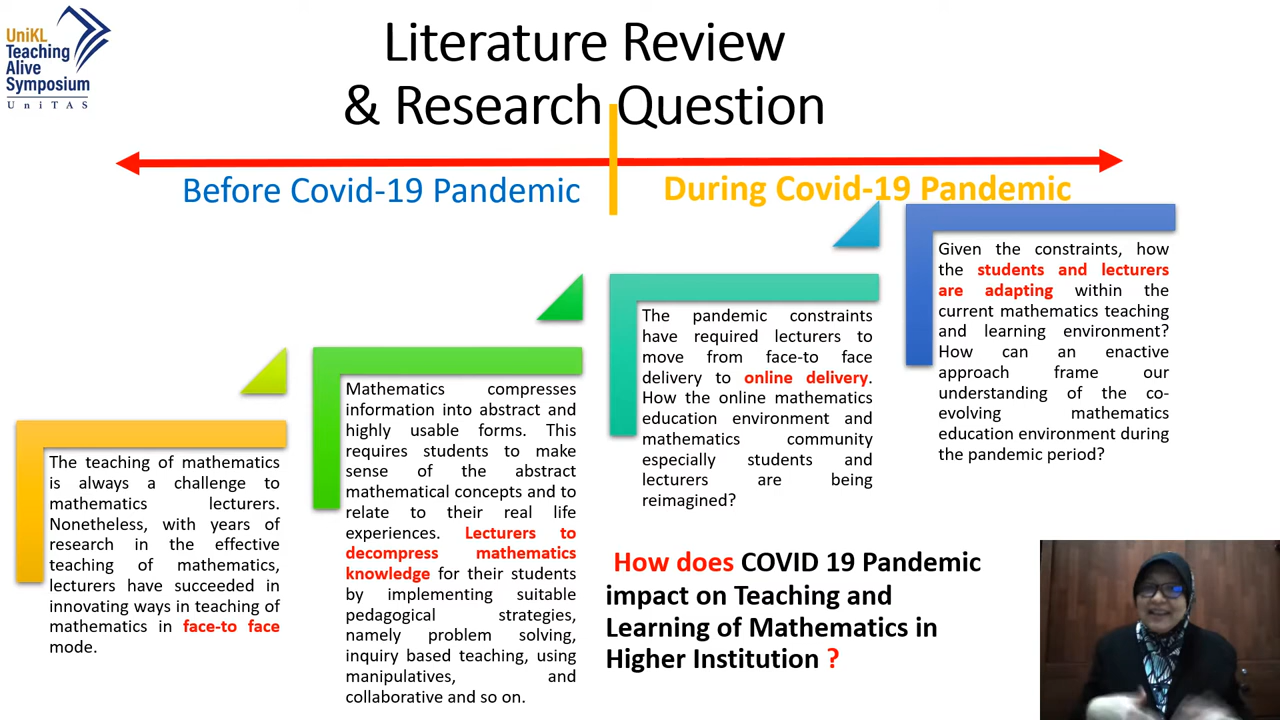 UniKL
Teaching
Alive
Symposium
UniTAS
Literature Review
& Research Question
Before Covid-19 Pandemic
During Covid-19 Pandemic
The teaching of mathematics
is always a challenge to
mathematics lecturers.
Nonetheless, with years of
research in the effective
teaching of mathematics,
lecturers have succeeded in
innovating ways in teaching of
mathematics in face-to face
mode.
Mathematics compresses
information into abstract and
highly usable forms. This
requires students to make
sense of the abstract
mathematical concepts and to
relate to their real life
experiences. Lecturers to
decompress mathematics
knowledge for their students
by implementing suitable
pedagogical strategies,
namely problem solving,
inquiry based teaching, using
manipulatives, and
collaborative and so on.
The pandemic constraints
have required lecturers to
move from face-to face
delivery to online delivery.
How the online mathematics
education environment and
mathematics community
especially students and
lecturers are being
reimagined?
Given the constraints, how
the students and lecturers
are adapting within the
current mathematics teaching
and learning environment?
How can an enactive
approach frame our
understanding of the co-
evolving mathematics
education environment during
the pandemic period?
How does COVID 19 Pandemic
impact on Teaching and
Learning of Mathematics in
Higher Institution ?